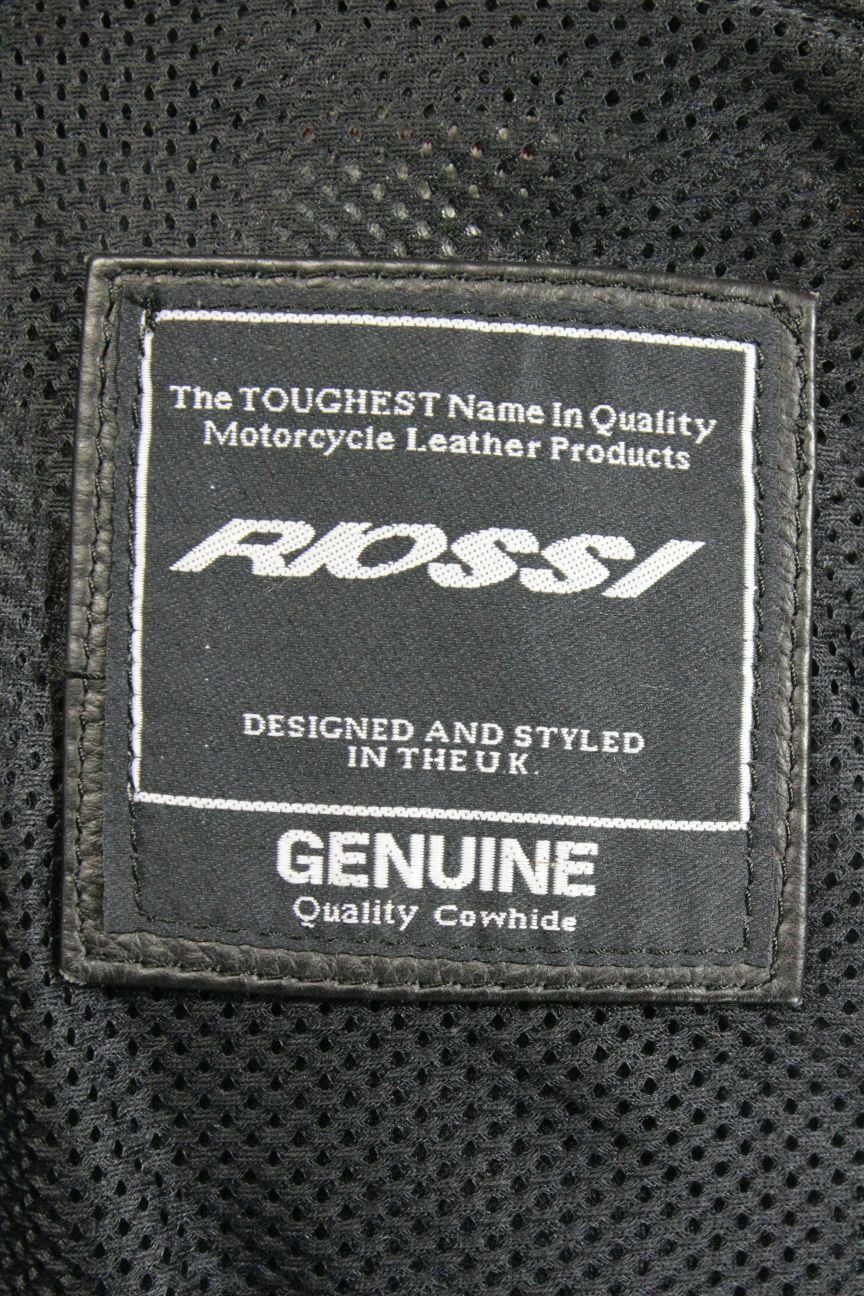 The TOUGHEST Name In Quality
Motorcycle Leather Products
RIOSSI
DESIGNED AND STYLED
IN THE U.K.
GENUINE
Quality Cowhide